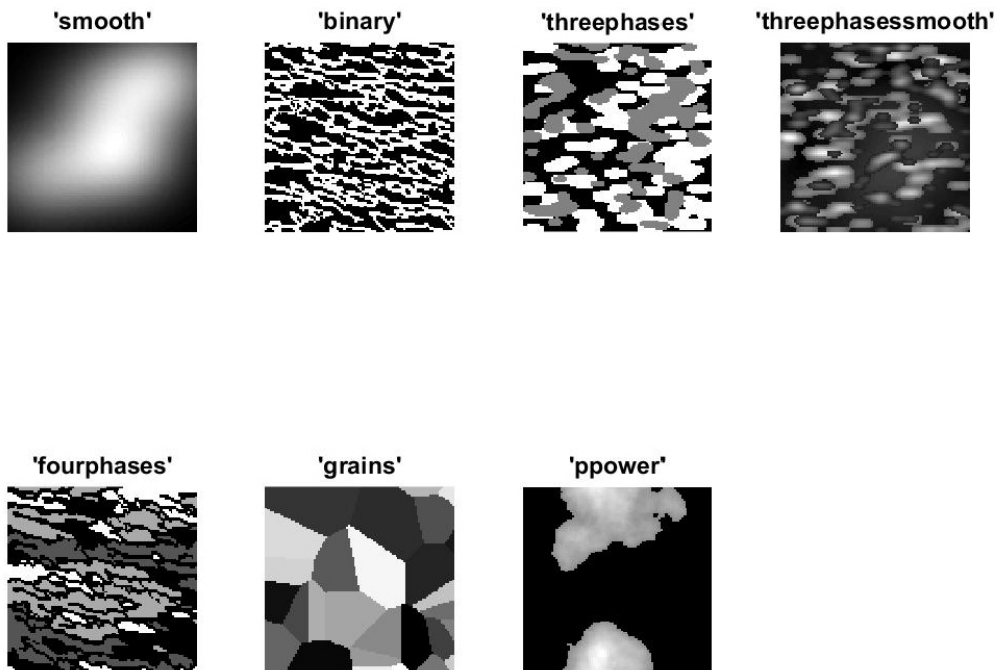 'smooth'
'binary'
'threephases'
'threephasessmooth'
'fourphases'
'grains'
'ppower'